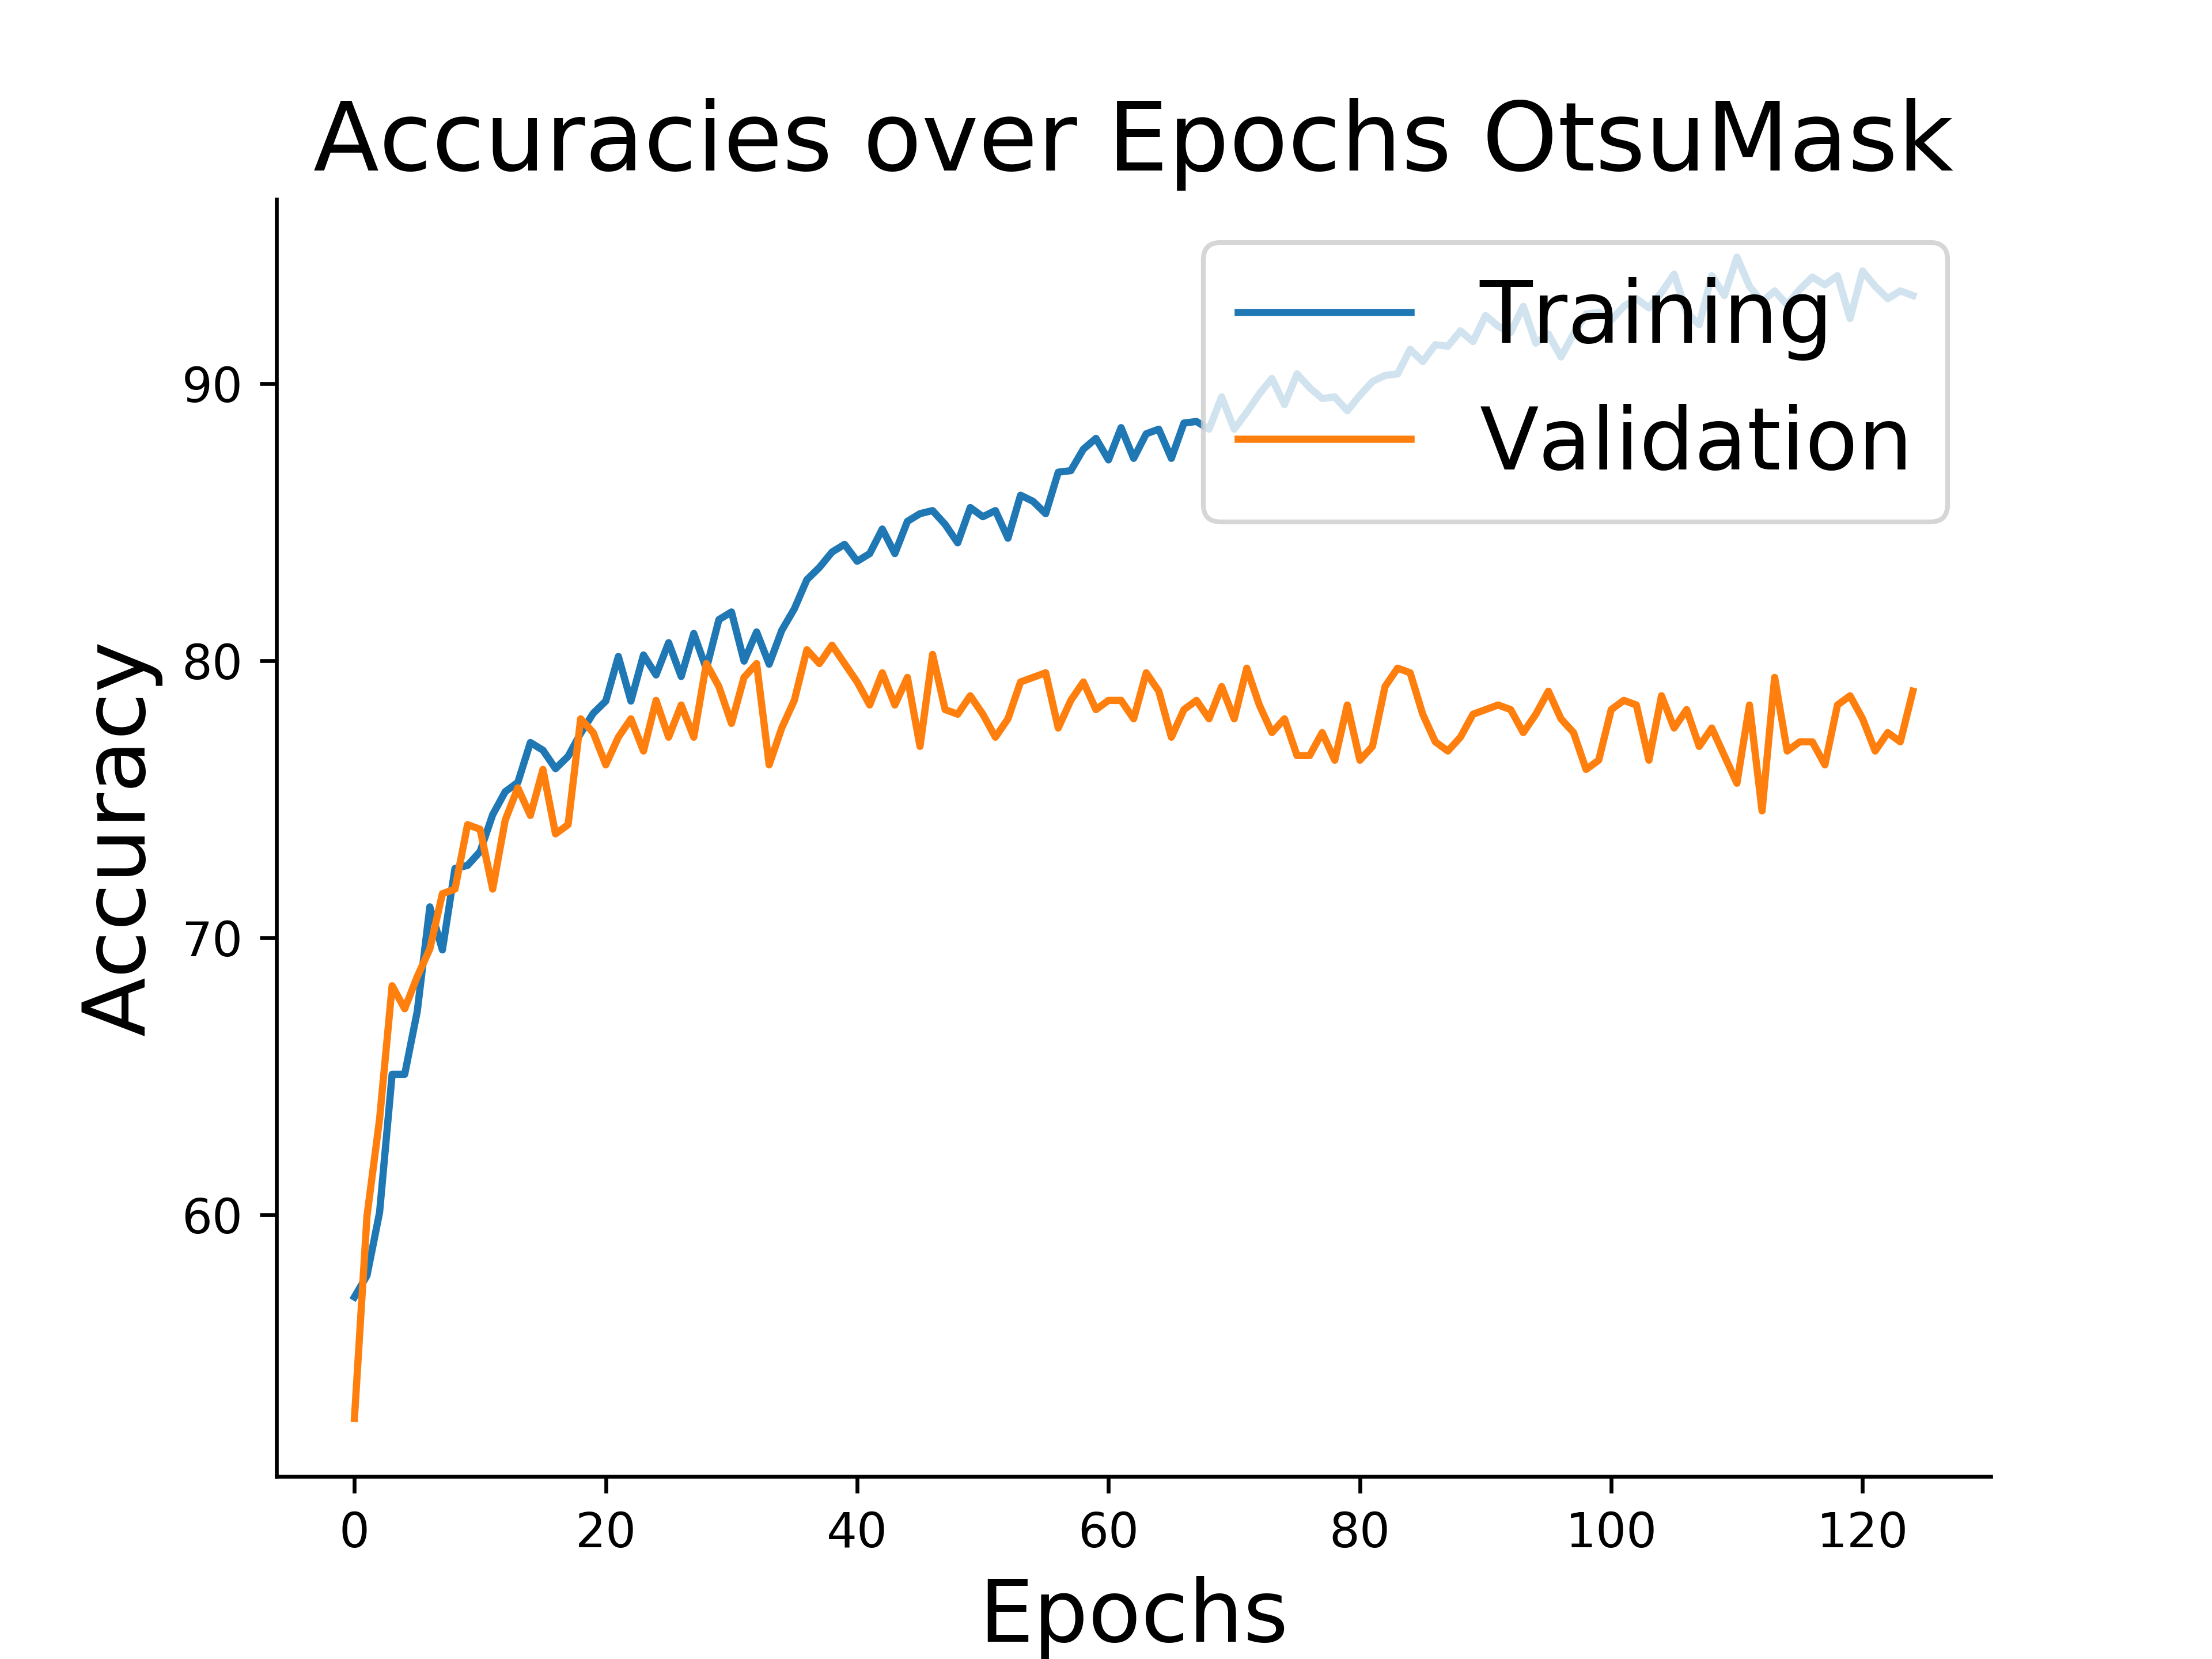 Accuracies over Epochs OtsuMask
Training
Validation
90
80
70
60
Accuracy
0 20 40 60 80 100 120
Epochs